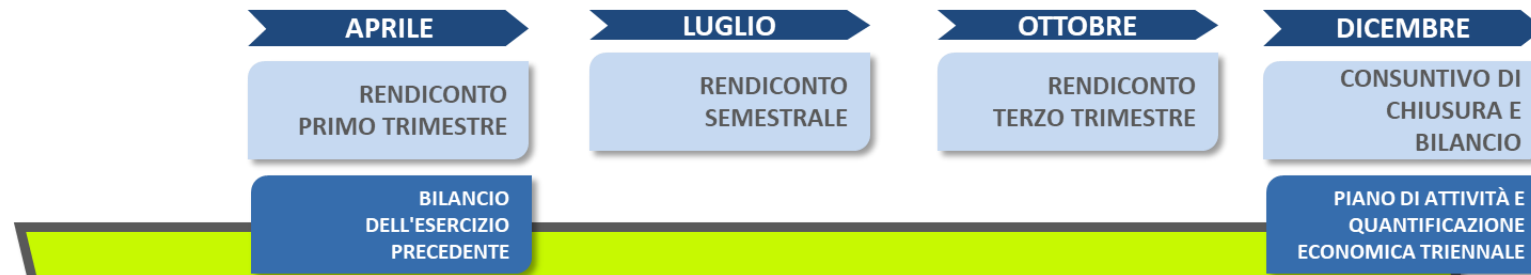 APRILE
LUGLIO
OTTOBRE
DICEMBRE
RENDICONTO
PRIMO TRIMESTRE
RENDICONTO
SEMESTRALE
RENDICONTO
TERZO TRIMESTRE
CONSUNTIVO DI
CHIUSURA E
BILANCIO
BILANCIO
DELL'ESERCIZIO
PRECEDENTE
PIANO DI ATTIVITÀ E
QUANTIFICAZIONE
ECONOMICA TRIENNALE